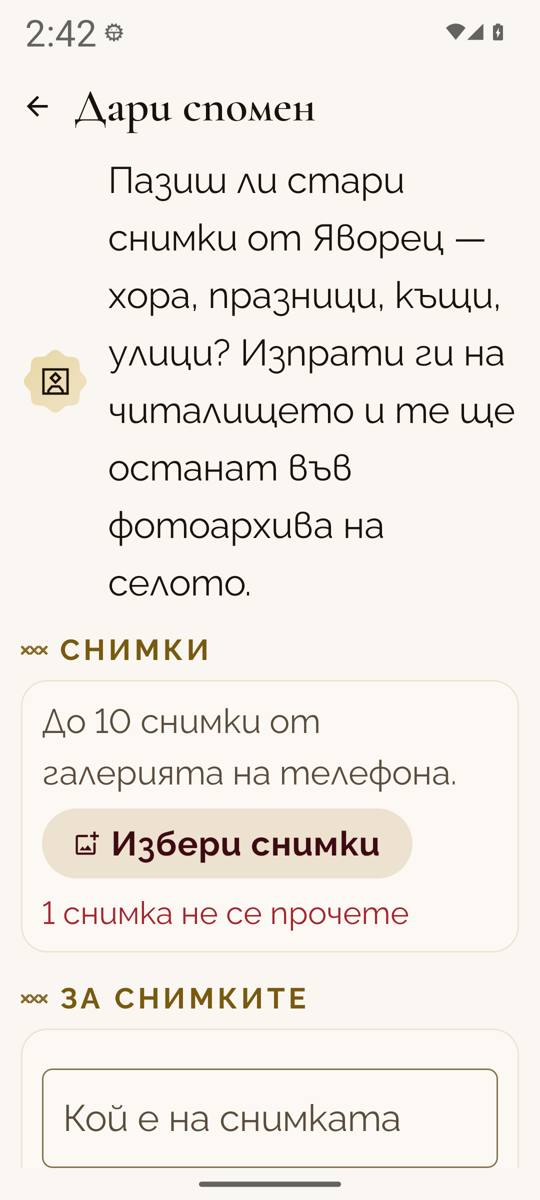 2:42
Дари спомен
Пазиш ли стари
снимки от Яворец —
хора, празници, къщи,
улици? Изпрати ги на
читалището и те ще
останат във
фотоархива на
селото.
СНИМКИ
До 10 снимки от
галерията на телефона.
Избери снимки
1 снимка не се прочете
ЗА СНИМКИТЕ
Кой е на снимката